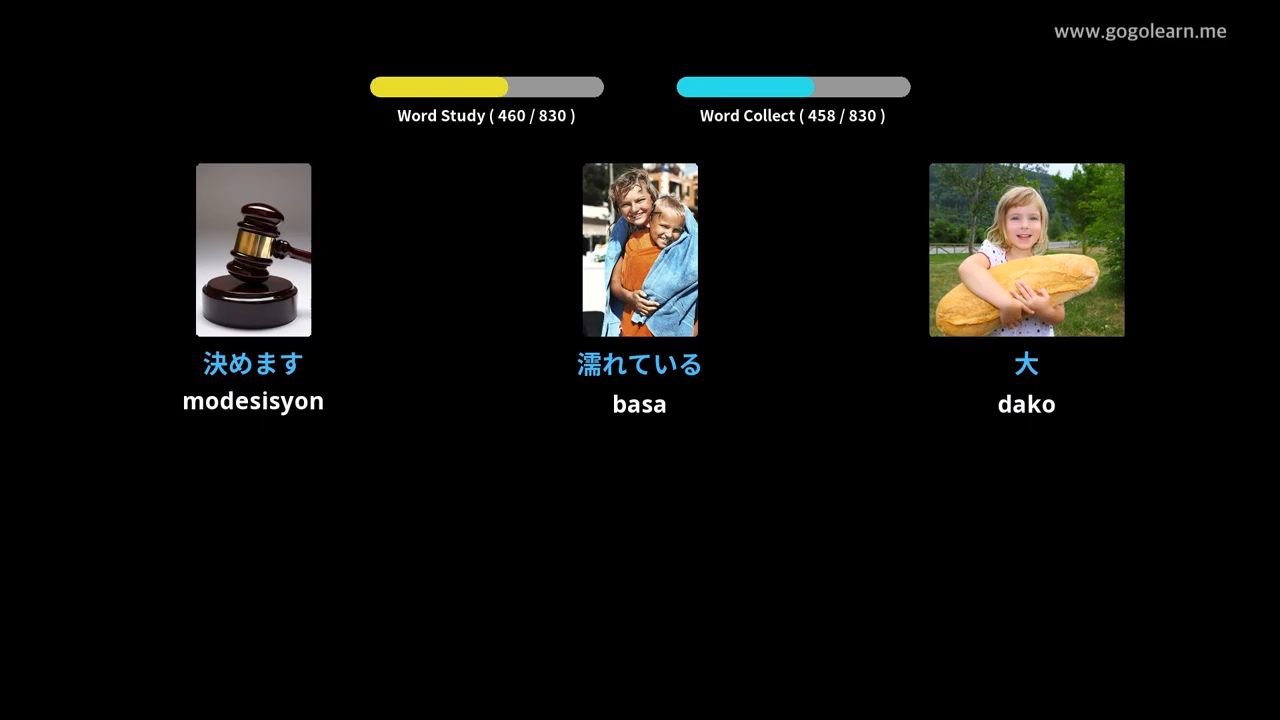 www.gogolearn.me
Word Study ( 460 / 830 )
Word Collect ( 458 / 830 )
決めます
modesisyon
濡れている
basa
大
dako